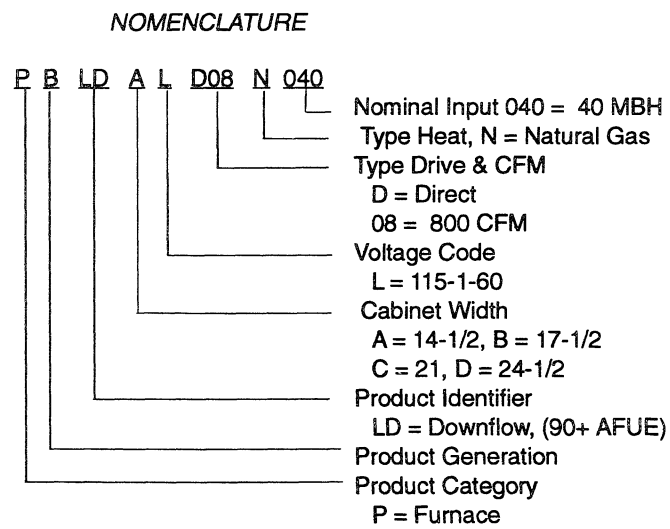 NOMENCLATURE
P B LD A L D08 N 040
Nominal Input 040 = 40 MBH
Type Heat, N = Natural Gas
Type Drive & CFM
D = Direct
08 = 800 CFM
Voltage Code
L = 115-1-60
Cabinet Width
A = 14-1/2, B = 17-1/2
C = 21, D = 24-1/2
Product Identifier
LD = Downflow, (90+ AFUE)
Product Generation
Product Category
P = Furnace